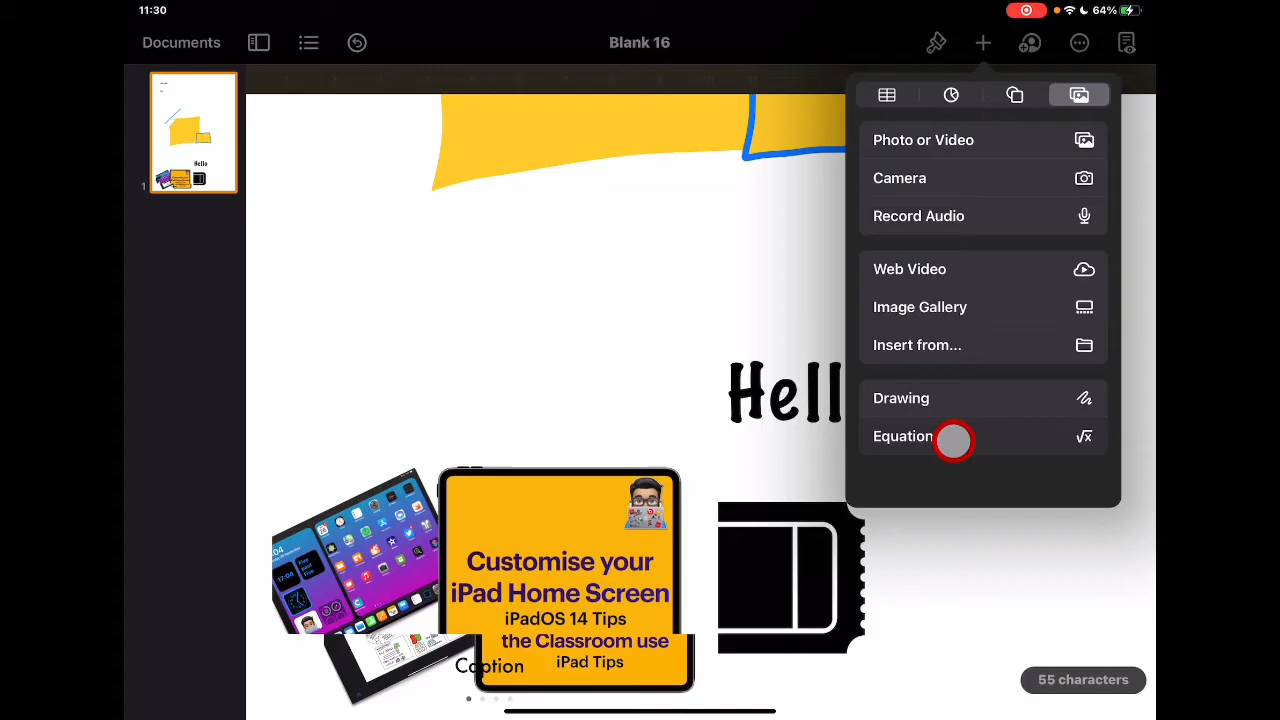 11:30
64%
Documents
Blank 16
Photo or Video
Camera
Record Audio
Web Video
Image Gallery
Insert from...
Drawing
Equation
Hello
1
Hell
Customise your
iPad Home Screen
iPadOS 14 Tips
the Classroom use
iPad Tips
Caption
17:04
55 characters